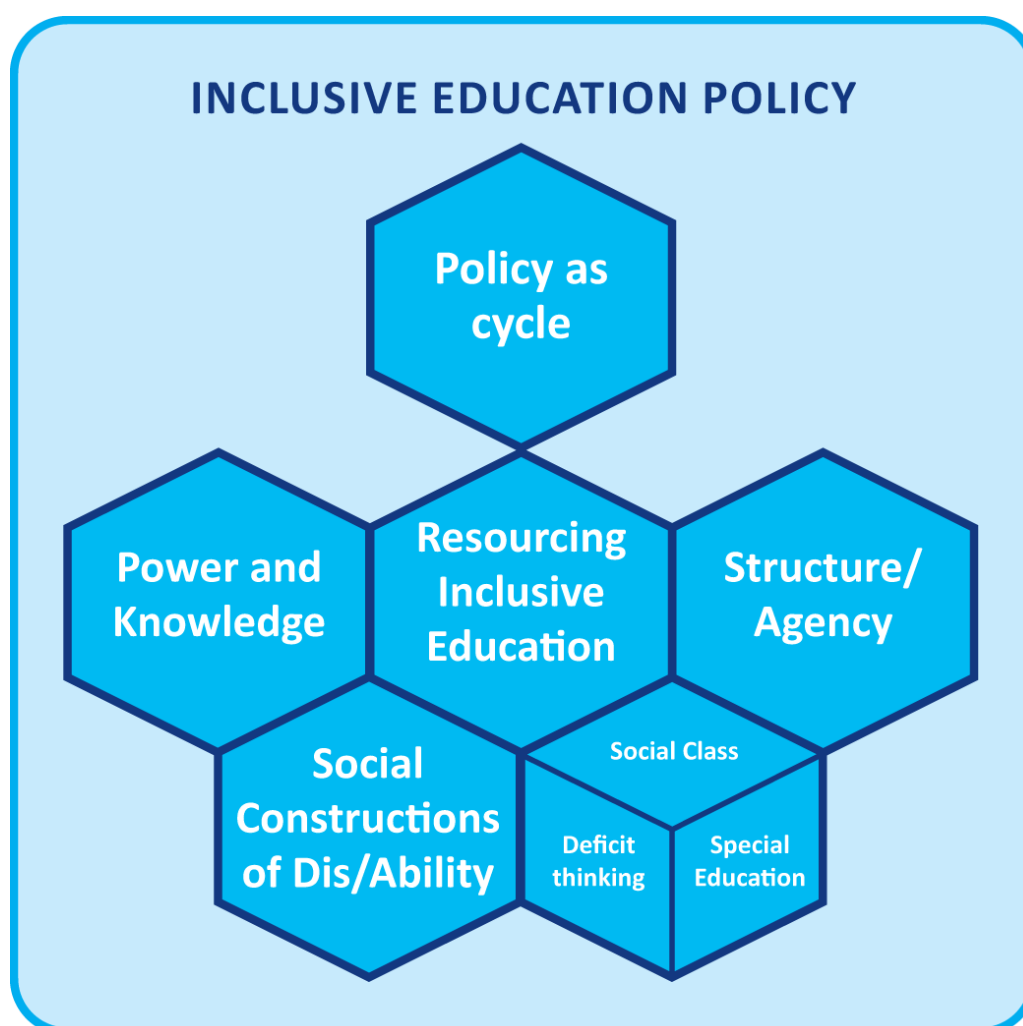 INCLUSIVE EDUCATION POLICY
Policy as
cycle
Power and
Knowledge
Resourcing
Inclusive
Education
Structure/
Agency
Social
Constructions
of Dis/Ability
Social Class
Deficit
thinking
Special
Education